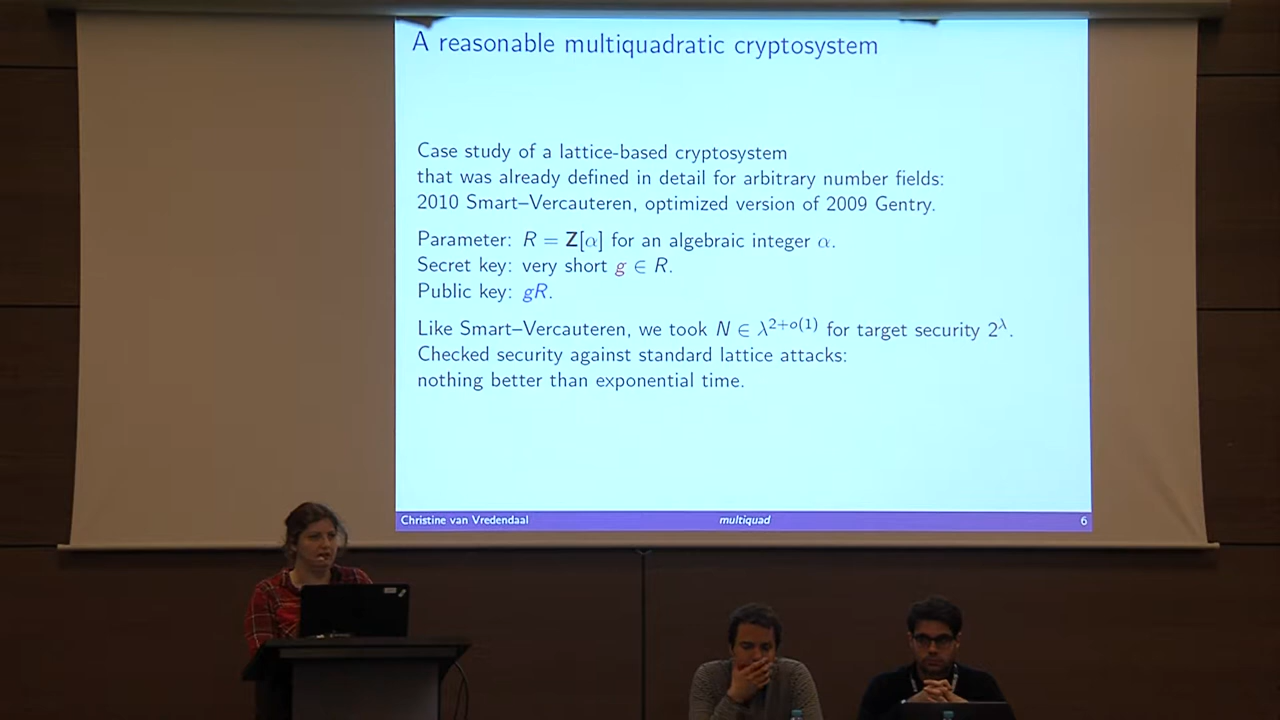 A reasonable multiquadratic cryptosystem
Case study of a lattice-based cryptosystem
that was already defined in detail for arbitrary number fields:
2010 Smart–Vercauteren, optimized version of 2009 Gentry.
Parameter: R = Z[α] for an algebraic integer α.
Secret key: very short g ∈ R.
Public key: gR.
Like Smart–Vercauteren, we took N ∈ λ^{2+o(1)} for target security 2^λ.
Checked security against standard lattice attacks:
nothing better than exponential time.
Christine van Vredendaal multiquad 6